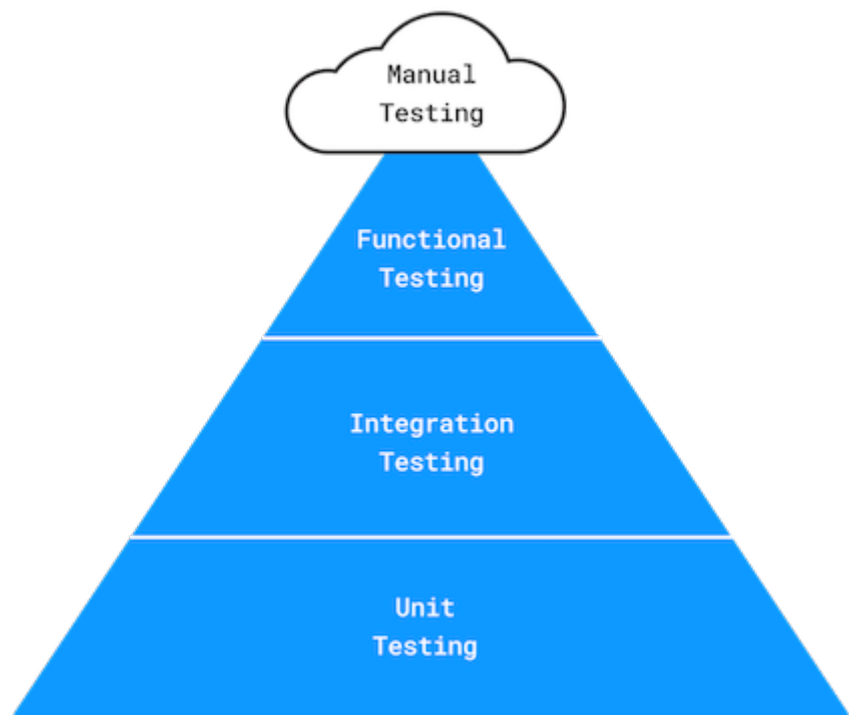 Manual
Testing
Functional
Testing
Integration
Testing
Unit
Testing